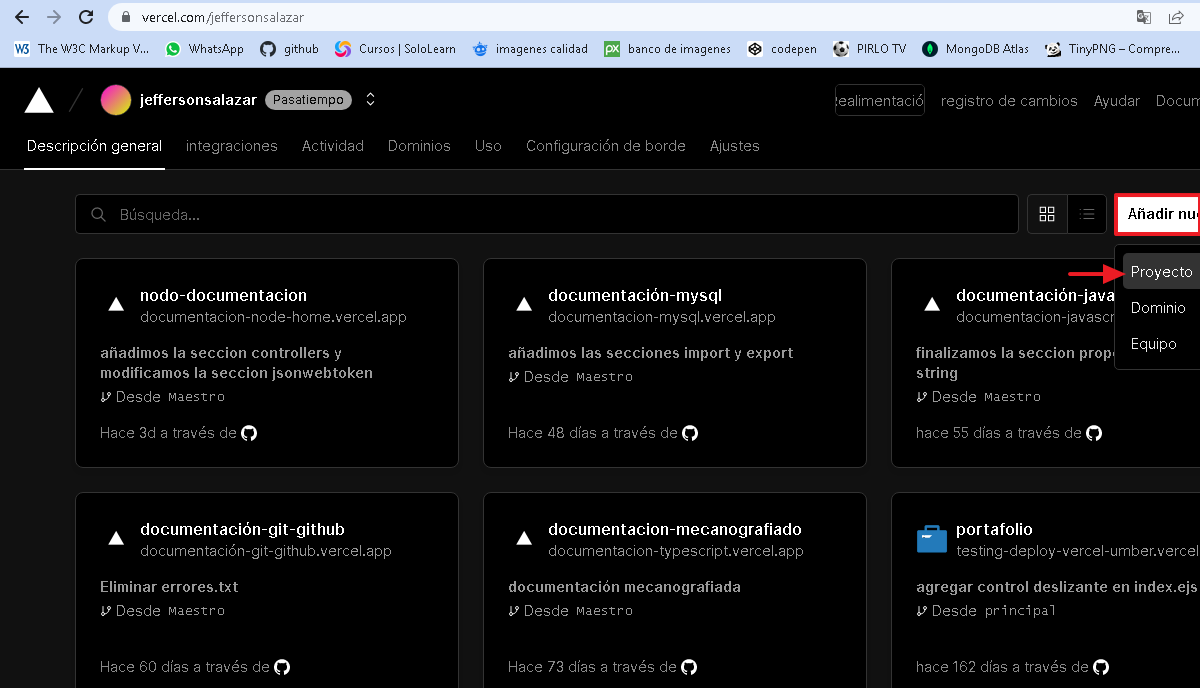 vercel.com/jeffersonsalazar
The W3C Markup V... WhatsApp github Cursos | SoloLearn imagenes calidad banco de imagenes codepen PIRLO TV MongoDB Atlas TinyPNG – Compre...
jeffersonsalazar Pasatiempo registro de cambios Ayudar
Descripción general integraciones Actividad Dominios Uso Configuración de borde Ajustes
Búsqueda... Añadir
Proyecto
Dominio
Equipo
nodo-documentacion
documentacion-node-home.vercel.app
añadimos la seccion controllers y
modificamos la seccion jsonwebtoken
Desde Maestro
Hace 3d a través de
documentación-mysql
documentacion-mysql.vercel.app
añadimos las secciones import y export
Desde Maestro
Hace 48 días a través de
documentación-java
documentacion-javascr
finalizamos la seccion prop
string
Desde Maestro
hace 55 días a través de
documentación-git-github
documentación-git-github.vercel.app
Eliminar errores.txt
Desde Maestro
Hace 60 días a través de
documentacion-mecanografiado
documentacion-typescript.vercel.app
documentación mecanografiada
Desde Maestro
Hace 73 días a través de
portafolio
testing-deploy-vercel-umber.vercel
agregar control deslizante en index.ejs
Desde principal
hace 162 días a través de